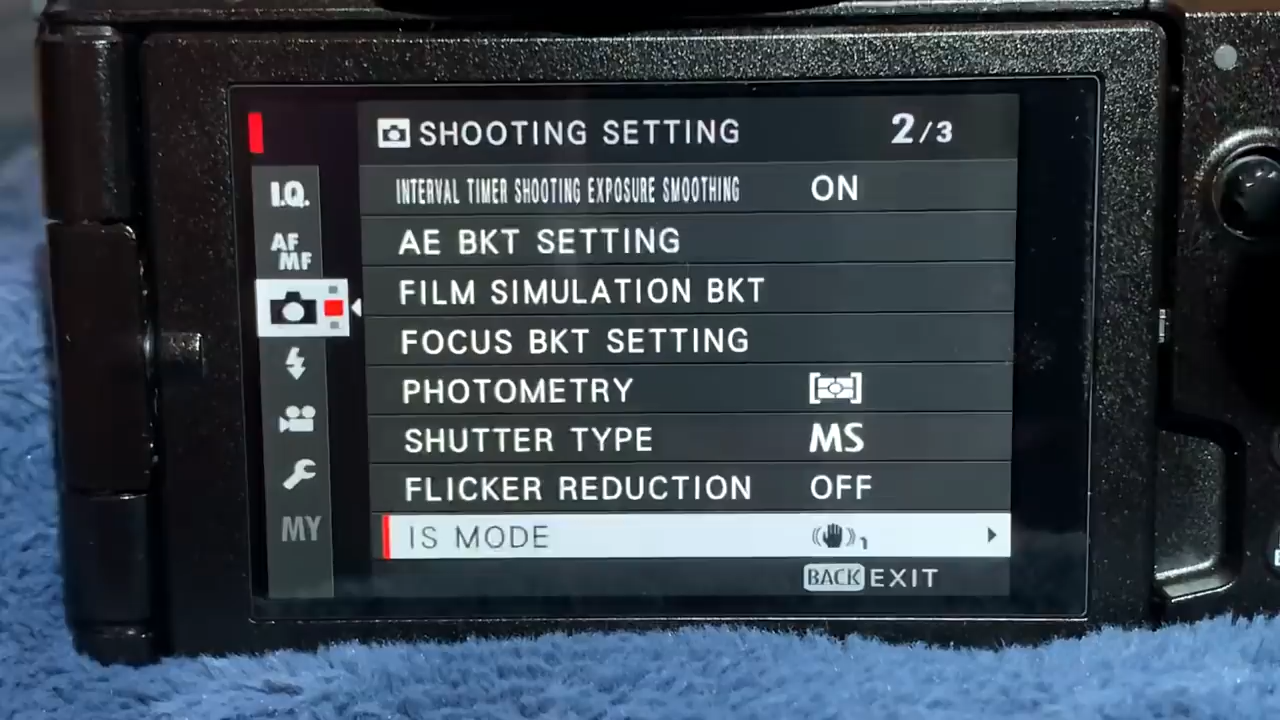 SHOOTING SETTING 2/3
I.Q.
INTERVAL TIMER SHOOTING EXPOSURE SMOOTHING ON
AF
MF
AE BKT SETTING
FILM SIMULATION BKT
FOCUS BKT SETTING
PHOTOMETRY
SHUTTER TYPE MS
FLICKER REDUCTION OFF
MY
IS MODE 1
BACK EXIT